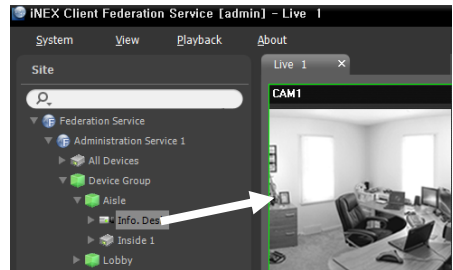 iNEX Client Federation Service [admin] - Live 1
System View Playback About
Site
Live 1
CAM1
Federation Service
Administration Service 1
All Devices
Device Group
Aisle
Info. Des
Inside 1
Lobby